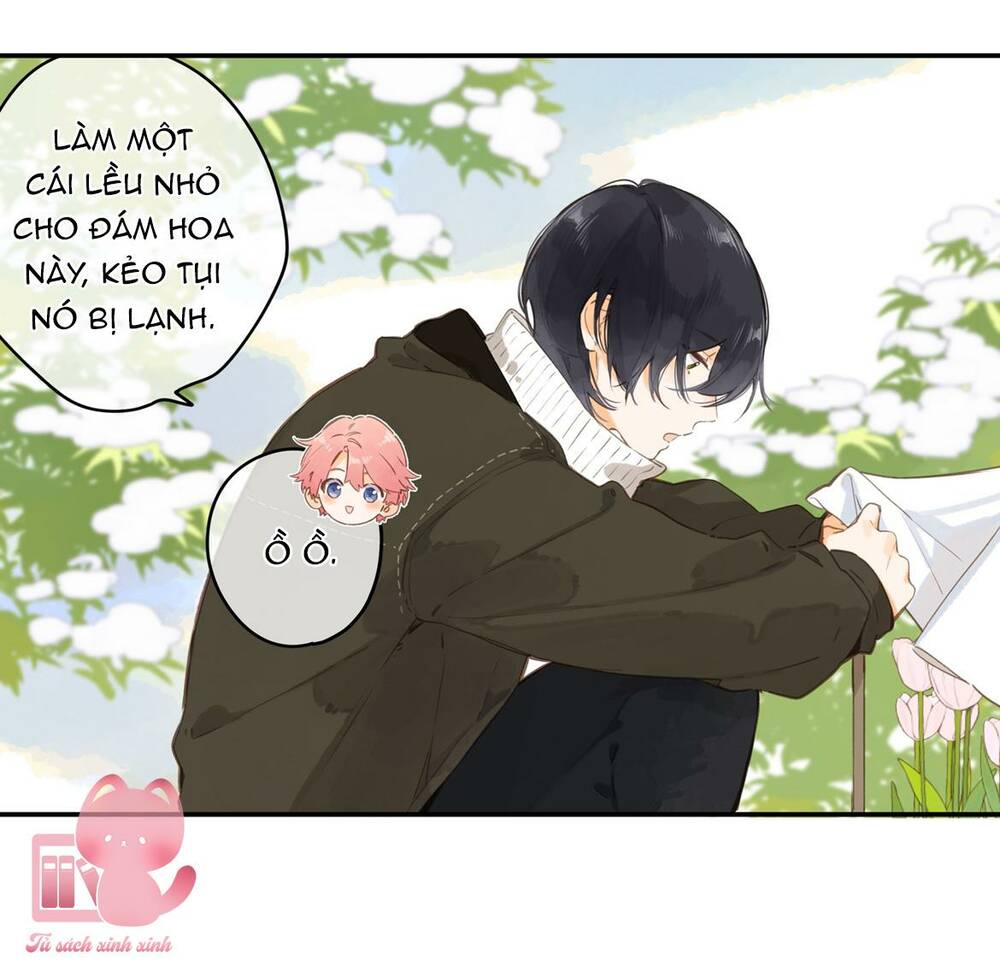 LÀM MỘT
CÁI LỀU NHỎ
CHO ĐÁM HOA
NÀY, KẺO TỤI
NÓ BỊ LẠNH.
Ồ Ồ.
Tủ sách xinh xinh